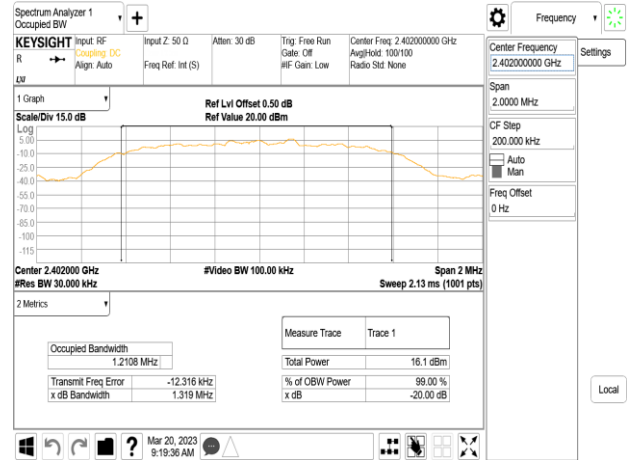 Spectrum Analyzer 1
Occupied BW
Frequency
KEYSIGHT
Input: RF
Coupling: DC
Align: Auto
Input Z: 50 Ω
Freq Ref: Int (S)
Atten: 30 dB
Trig: Free Run
Gate: Off
#IF Gain: Low
Center Freq: 2.402000000 GHz
Avg|Hold: 100/100
Radio Std: None
R
LXI
Center Frequency
2.402000000 GHz
Settings
Span
2.0000 MHz
CF Step
200.000 kHz
Auto
Man
Freq Offset
0 Hz
Local
1 Graph
Scale/Div 15.0 dB
Ref Lvl Offset 0.50 dB
Ref Value 20.00 dBm
Log
5.00
-10.0
-25.0
-40.0
-55.0
-70.0
-85.0
-100
-115
Center 2.402000 GHz
#Res BW 30.000 kHz
#Video BW 100.00 kHz
Span 2 MHz
Sweep 2.13 ms (1001 pts)
2 Metrics
Occupied Bandwidth
1.2108 MHz
Transmit Freq Error -12.316 kHz
x dB Bandwidth 1.319 MHz
Measure Trace Trace 1
Total Power 16.1 dBm
% of OBW Power 99.00 %
x dB -20.00 dB
Mar 20, 2023
9:19:36 AM